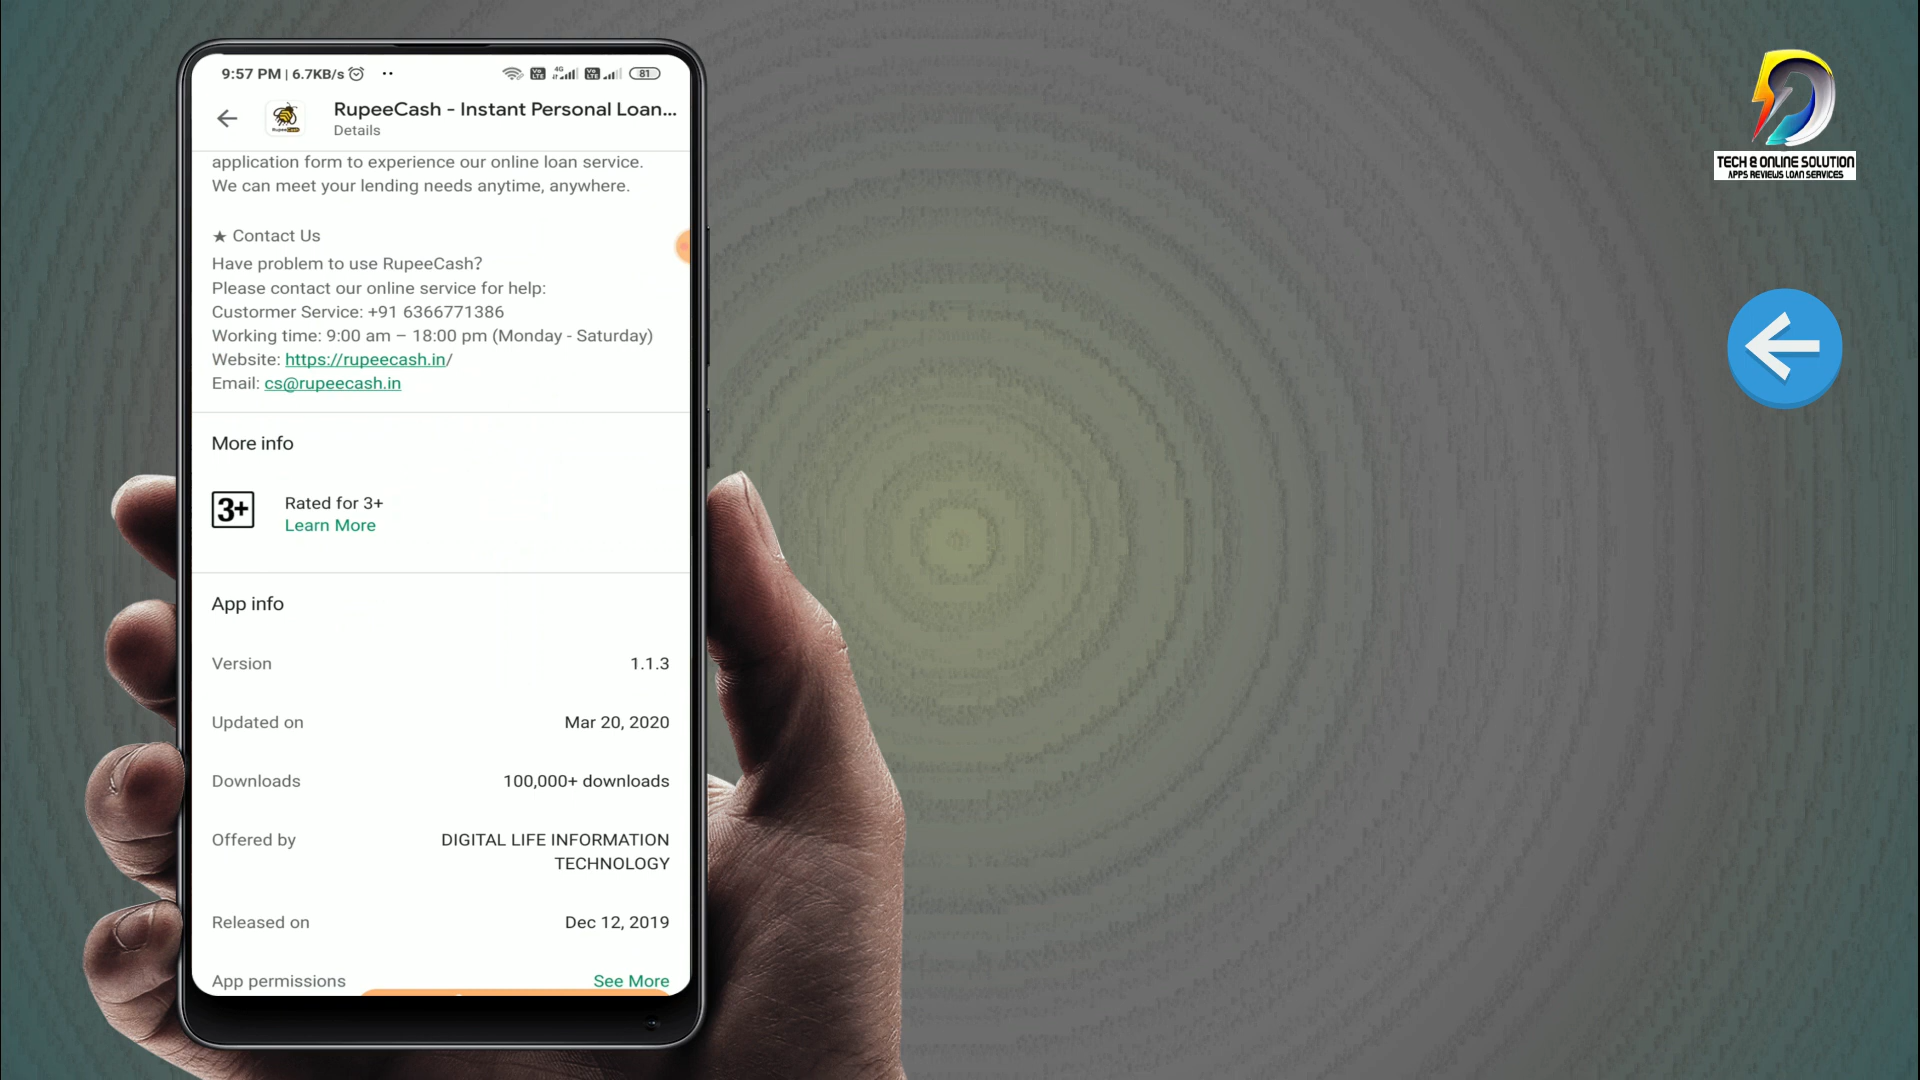 9:57 PM | 6.7KB/s
81
RupeeCash - Instant Personal Loan...
Details
application form to experience our online loan service.
We can meet your lending needs anytime, anywhere.
★ Contact Us
Have problem to use RupeeCash?
Please contact our online service for help:
Custormer Service: +91 6366771386
Working time: 9:00 am – 18:00 pm (Monday - Saturday)
Website: https://rupeecash.in/
Email: cs@rupeecash.in
More info
3+
Rated for 3+
Learn More
App info
Version 1.1.3
Updated on Mar 20, 2020
Downloads 100,000+ downloads
Offered by DIGITAL LIFE INFORMATION
TECHNOLOGY
Released on Dec 12, 2019
App permissions See More
TECH & ONLINE SOLUTION
APPS REVIEWS LOAN SERVICES